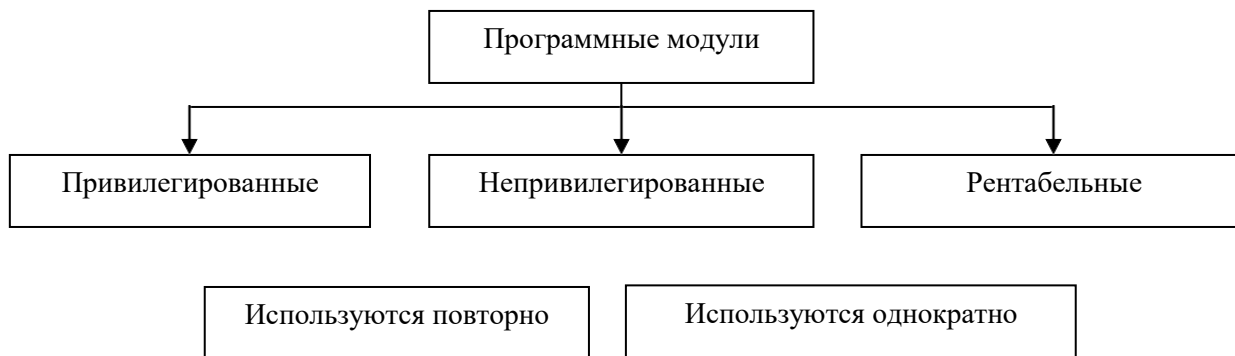 Программные модули
Привилегированные
Непривилегированные
Рентабельные
Используются повторно
Используются однократно